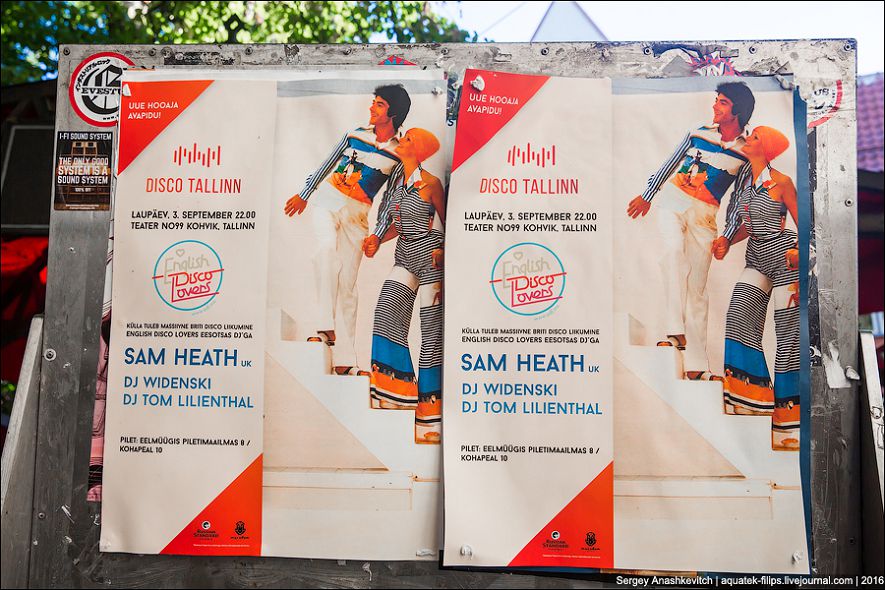 EVESTU
I-FI SOUND SYSTEM
THE ONLY GOOD
SYSTEM IS A
SOUND SYSTEM
UUE HOOAJA
AVAPIDU!
DISCO TALLINN
LAUPÄEV, 3. SEPTEMBER 22.00
TEATER NO99 KOHVIK, TALLINN
English
Disco
Lovers
KÜLLA TULEB MASSIIVNE BRITI DISCO LIIKUMINE
ENGLISH DISCO LOVERS EESOTSAS DJ'GA
SAM HEATH UK
DJ WIDENSKI
DJ TOM LILIENTHAL
PILET: EELMÜÜGIS PILETIMAAILMAS 8 /
KOHAPEAL 10
Russian
Standard
UUE HOOAJA
AVAPIDU!
DISCO TALLINN
LAUPÄEV, 3. SEPTEMBER 22.00
TEATER NO99 KOHVIK, TALLINN
English
Disco
Lovers
KÜLLA TULEB MASSIIVNE BRITI DISCO LIIKUMINE
ENGLISH DISCO LOVERS EESOTSAS DJ'GA
SAM HEATH UK
DJ WIDENSKI
DJ TOM LILIENTHAL
PILET: EELMÜÜGIS PILETIMAAILMAS 8 /
KOHAPEAL 10
Russian
Standard
Sergey Anashkevitch | aquatek-filips.livejournal.com | 2016